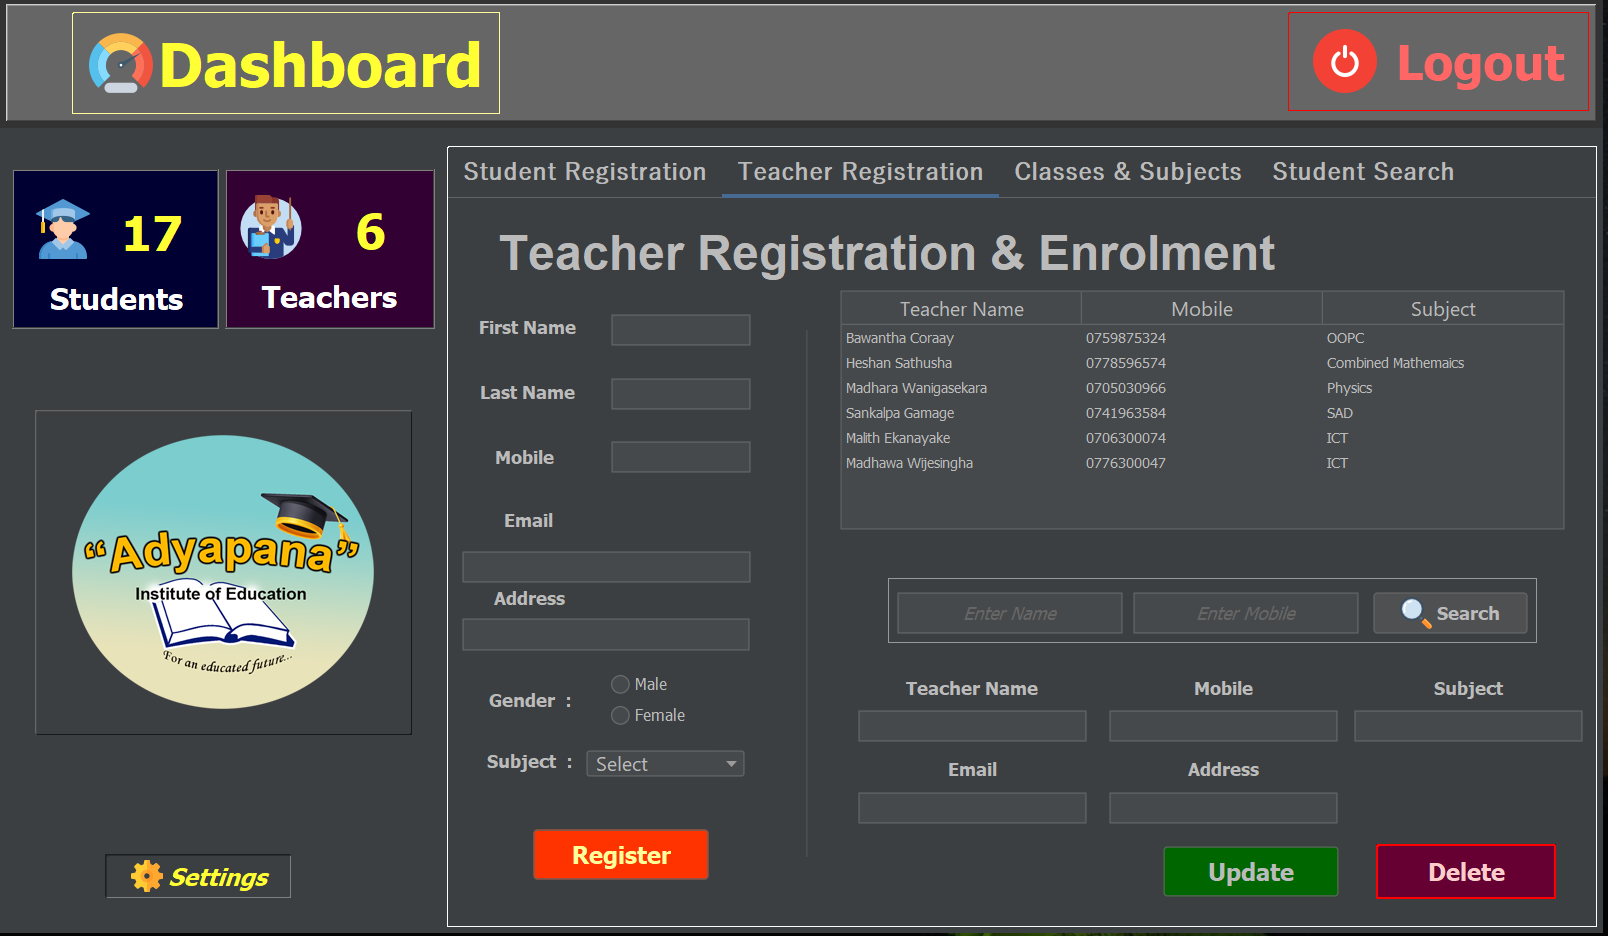 Dashboard
Logout
17
Students
6
Teachers
“Adyapana”
Institute of Education
For an educated future...
Settings
Student Registration Teacher Registration Classes & Subjects Student Search
Teacher Registration & Enrolment
First Name
Last Name
Mobile
Email
Address
Gender :
Male
Female
Subject :
Select
Register
Teacher Name Mobile Subject
Bawantha Coraay 0759875324 OOPC
Heshan Sathusha 0778596574 Combined Mathemaics
Madhara Wanigasekara 0705030966 Physics
Sankalpa Gamage 0741963584 SAD
Malith Ekanayake 0706300074 ICT
Madhawa Wijesingha 0776300047 ICT
Enter Name Enter Mobile Search
Teacher Name Mobile Subject
Email Address
Update Delete